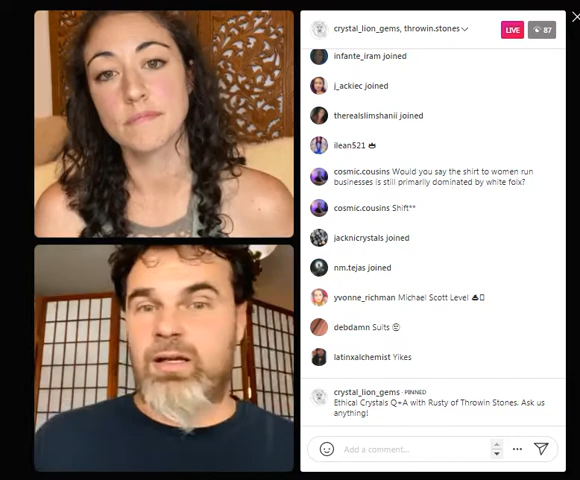 crystal_lion_gems, throwin.stones
LIVE
87
infante_iram joined
j_ackiec joined
therealslimshanii joined
ilean521
cosmic.cousins Would you say the shirt to women run
businesses is still primarily dominated by white folx?
cosmic.cousins Shift**
jacknicrystals joined
nm.tejas joined
yvonne_richman Michael Scott Level
debdamn Suits
latinxalchemist Yikes
crystal_lion_gems · PINNED
Ethical Crystals Q+A with Rusty of Throwin Stones. Ask us
anything!
Add a comment...